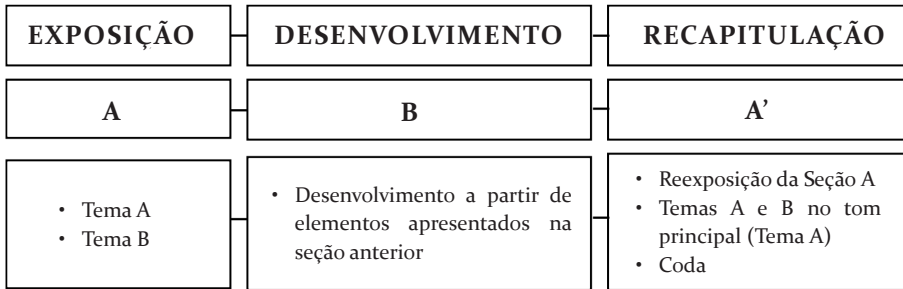 EXPOSIÇÃO
DESENVOLVIMENTO
RECAPITULAÇÃO
A
B
A’
• Tema A
• Tema B
• Desenvolvimento a partir de
elementos apresentados na
seção anterior
• Reexposição da Seção A
• Temas A e B no tom
principal (Tema A)
• Coda